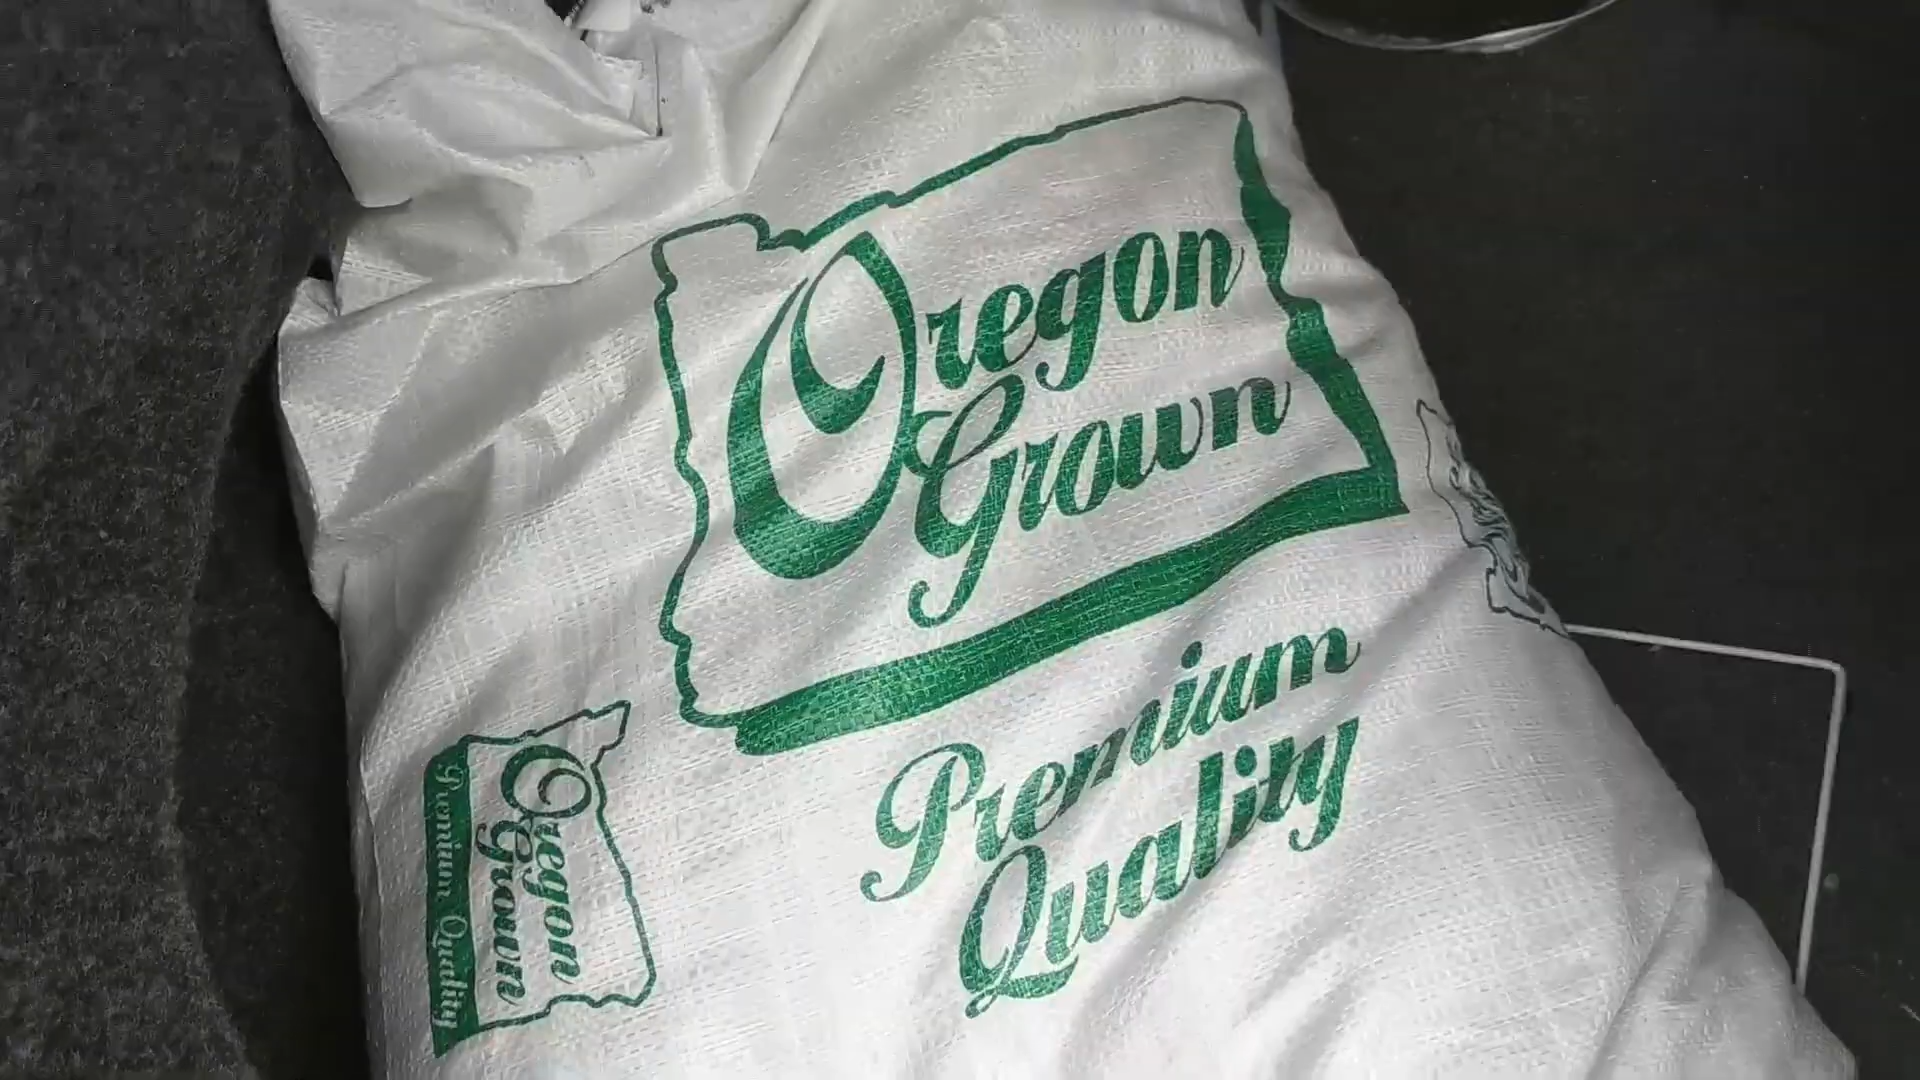 Oregon
Grown
Premium
Quality
Oregon
Grown
Premium Quality